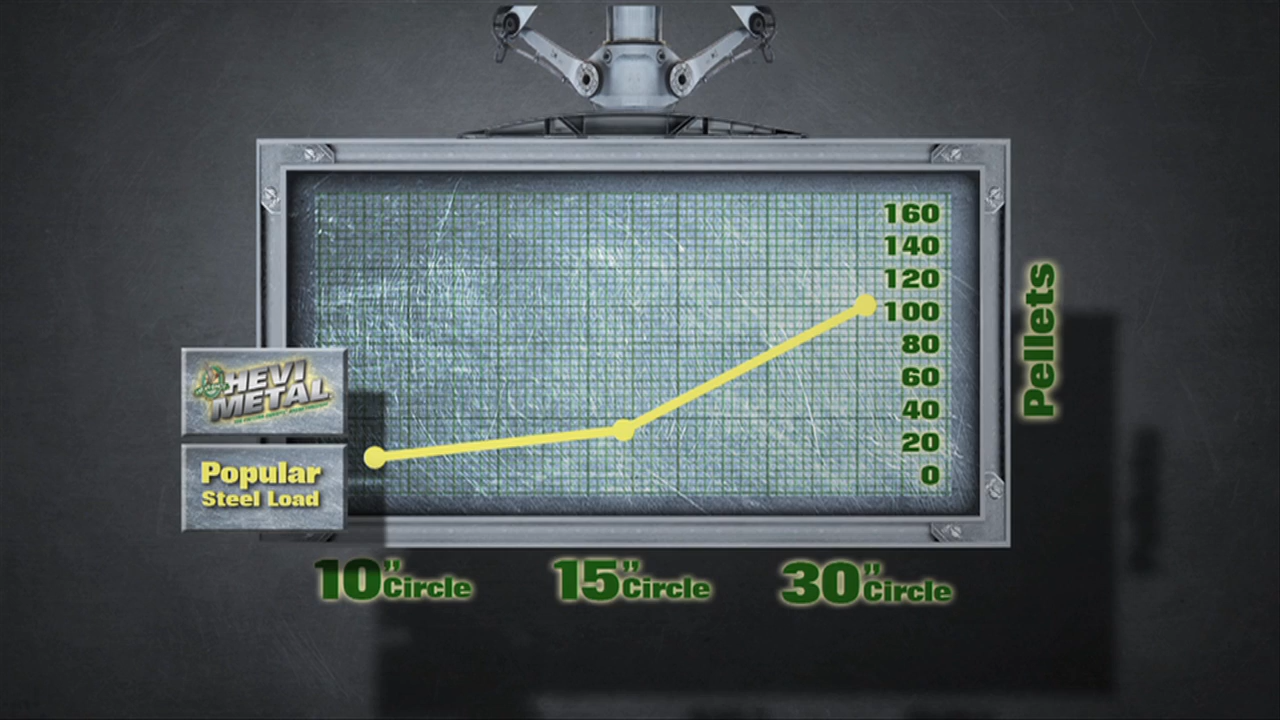 160
140
120
100
80
60
40
20
0
Pellets
HEVI
METAL
Popular
Steel Load
10” Circle
15” Circle
30” Circle